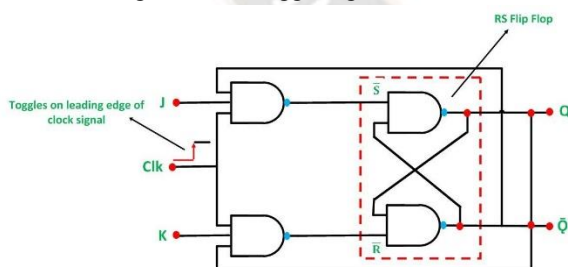 RS Flip Flop
S̅
J
Q
Toggles on leading edge of
clock signal
Clk
K
R̅
Q̄